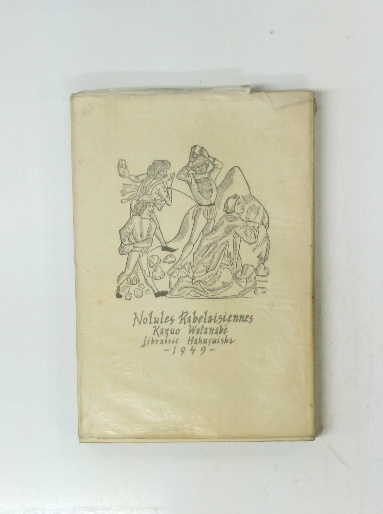 Notules Rabelaisiennes
Kazuo Watanabé
Librairie Hakusuisha
-1949-